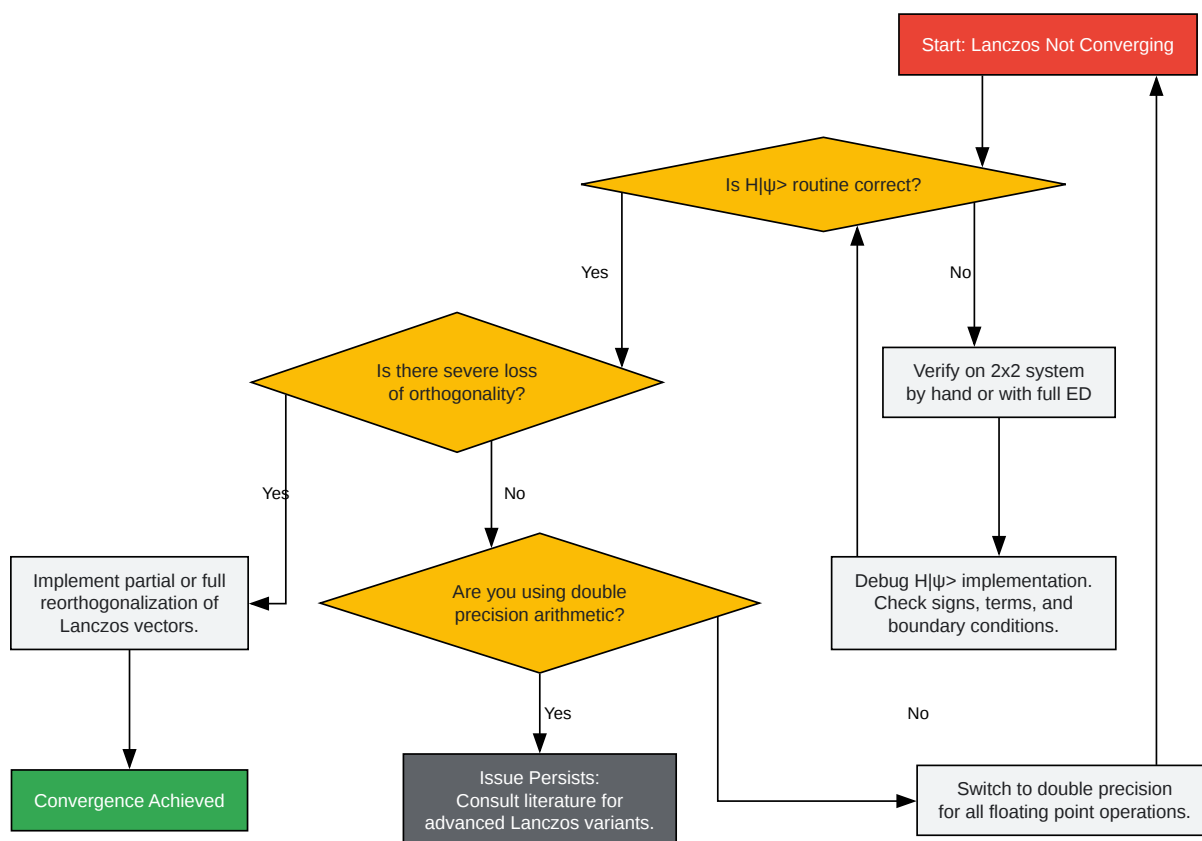 Start: Lanczos Not Converging
Is H|ψ> routine correct?
Yes
No
Is there severe loss
of orthogonality?
Verify on 2x2 system
by hand or with full ED
Yes
No
Implement partial or full
reorthogonalization of
Lanczos vectors.
Are you using double
precision arithmetic?
Debug H|ψ> implementation.
Check signs, terms, and
boundary conditions.
Yes
No
Convergence Achieved
Issue Persists:
Consult literature for
advanced Lanczos variants.
Switch to double precision
for all floating point operations.